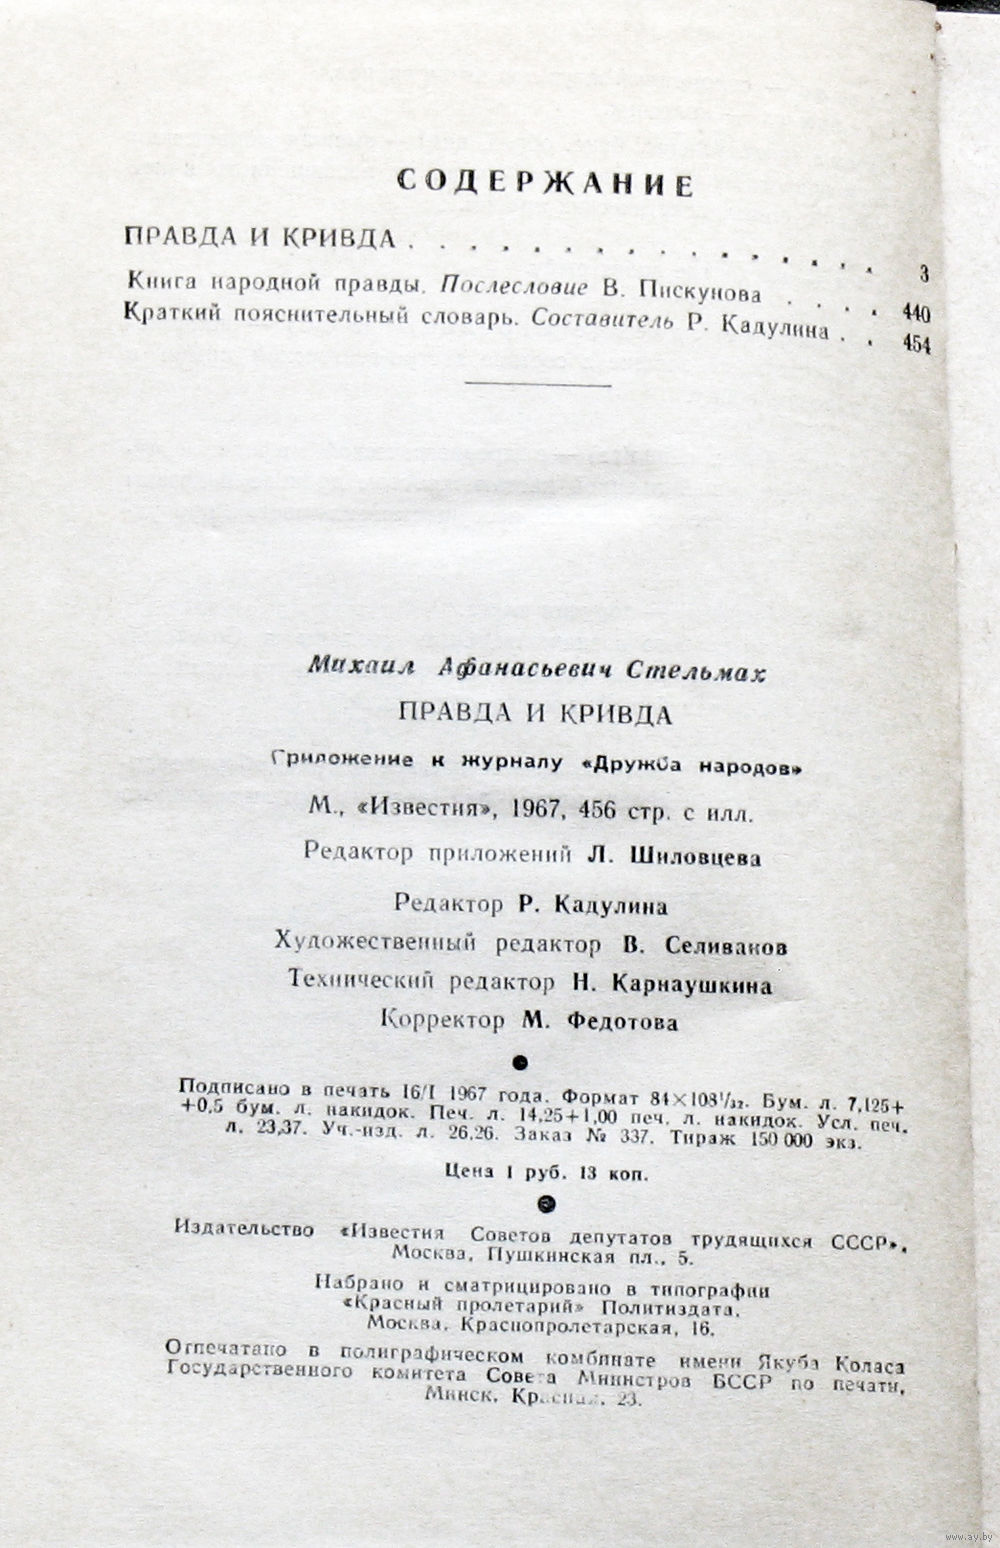 СОДЕРЖАНИЕ
ПРАВДА И КРИВДА . . . . . . . . . . . . . . . 3
Книга народной правды. Послесловие В. Пискунова . . . . 440
Краткий пояснительный словарь. Составитель Р. Кадулина . . 454
Михаил Афанасьевич Стельмах
ПРАВДА И КРИВДА
Приложение к журналу «Дружба народов»
М., «Известия», 1967, 456 стр. с илл.
Редактор приложений Л. Шиловцева
Редактор Р. Кадулина
Художественный редактор В. Селиванов
Технический редактор Н. Карнаушкина
Корректор М. Федотова
Подписано в печать 16/I 1967 года. Формат 84×108¹/₃₂. Бум. л. 7,125+
+0,5 бум. л. накидок. Печ. л. 14,25+1,00 печ. л. накидок. Усл. печ.
л. 23,37. Уч.-изд. л. 26,26. Заказ № 337. Тираж 150 000 экз.
Цена 1 руб. 13 коп.
Издательство «Известия Советов депутатов трудящихся СССР»,
Москва, Пушкинская пл., 5.
Набрано и сматрицировано в типографии
«Красный пролетарий» Политиздата.
Москва, Краснопролетарская, 16.
Отпечатано в полиграфическом комбинате имени Якуба Коласа
Государственного комитета Совета Министров БССР по печати,
Минск, Красная, 23.
www.ay.by